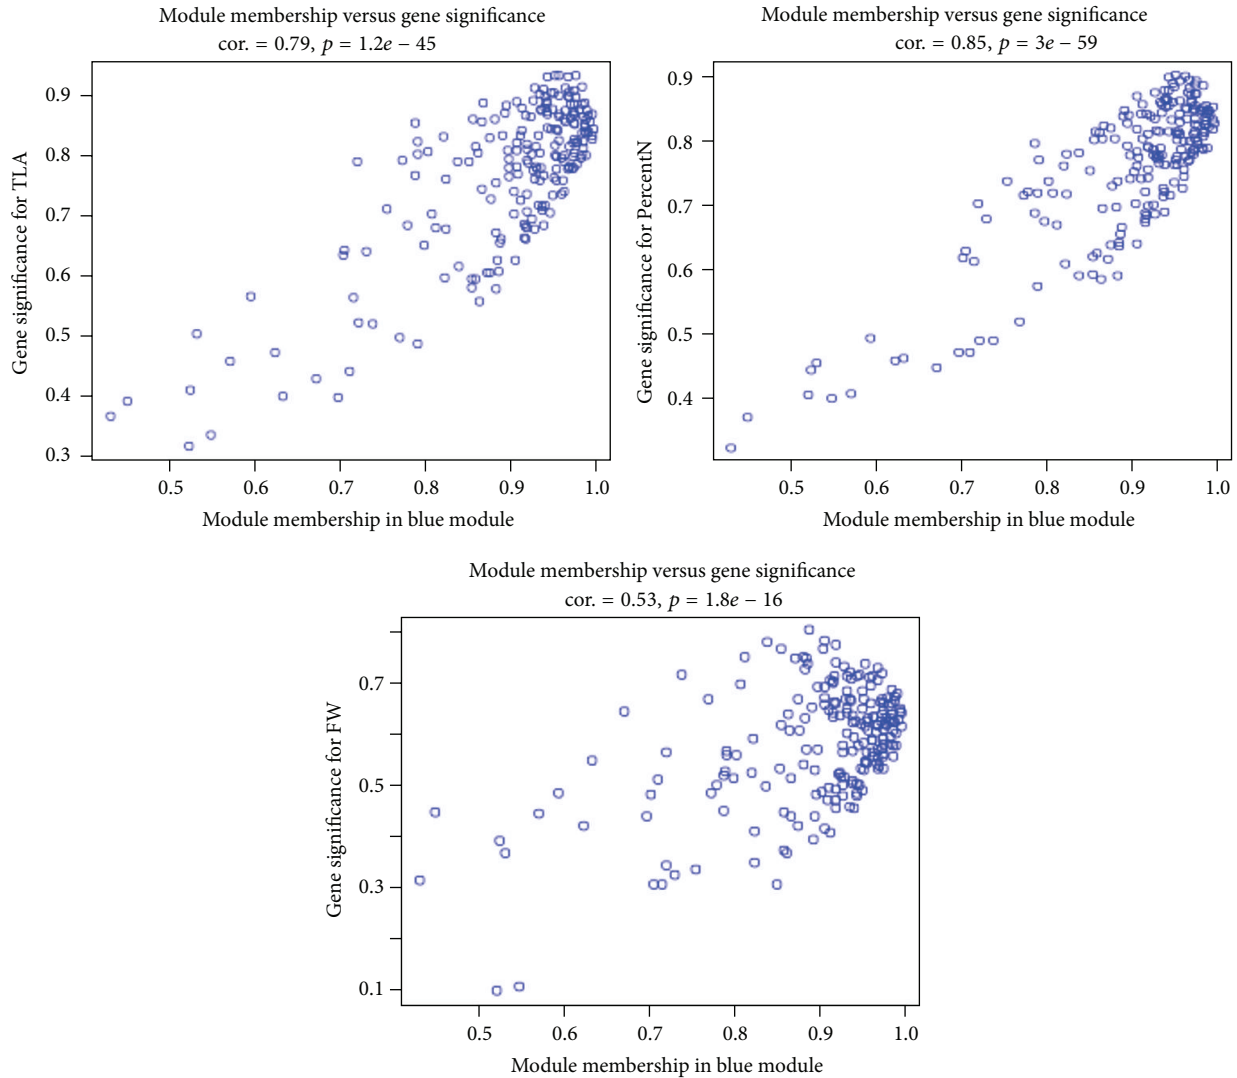 Module membership versus gene significance
cor. = 0.79, p = 1.2e − 45
Gene significance for TLA
0.9
0.8
0.7
0.6
0.5
0.4
0.3
0.5 0.6 0.7 0.8 0.9 1.0
Module membership in blue module
Module membership versus gene significance
cor. = 0.85, p = 3e − 59
Gene significance for PercentN
0.9
0.8
0.7
0.6
0.5
0.4
0.5 0.6 0.7 0.8 0.9 1.0
Module membership in blue module
Module membership versus gene significance
cor. = 0.53, p = 1.8e − 16
Gene significance for FW
0.7
0.5
0.3
0.1
0.5 0.6 0.7 0.8 0.9 1.0
Module membership in blue module